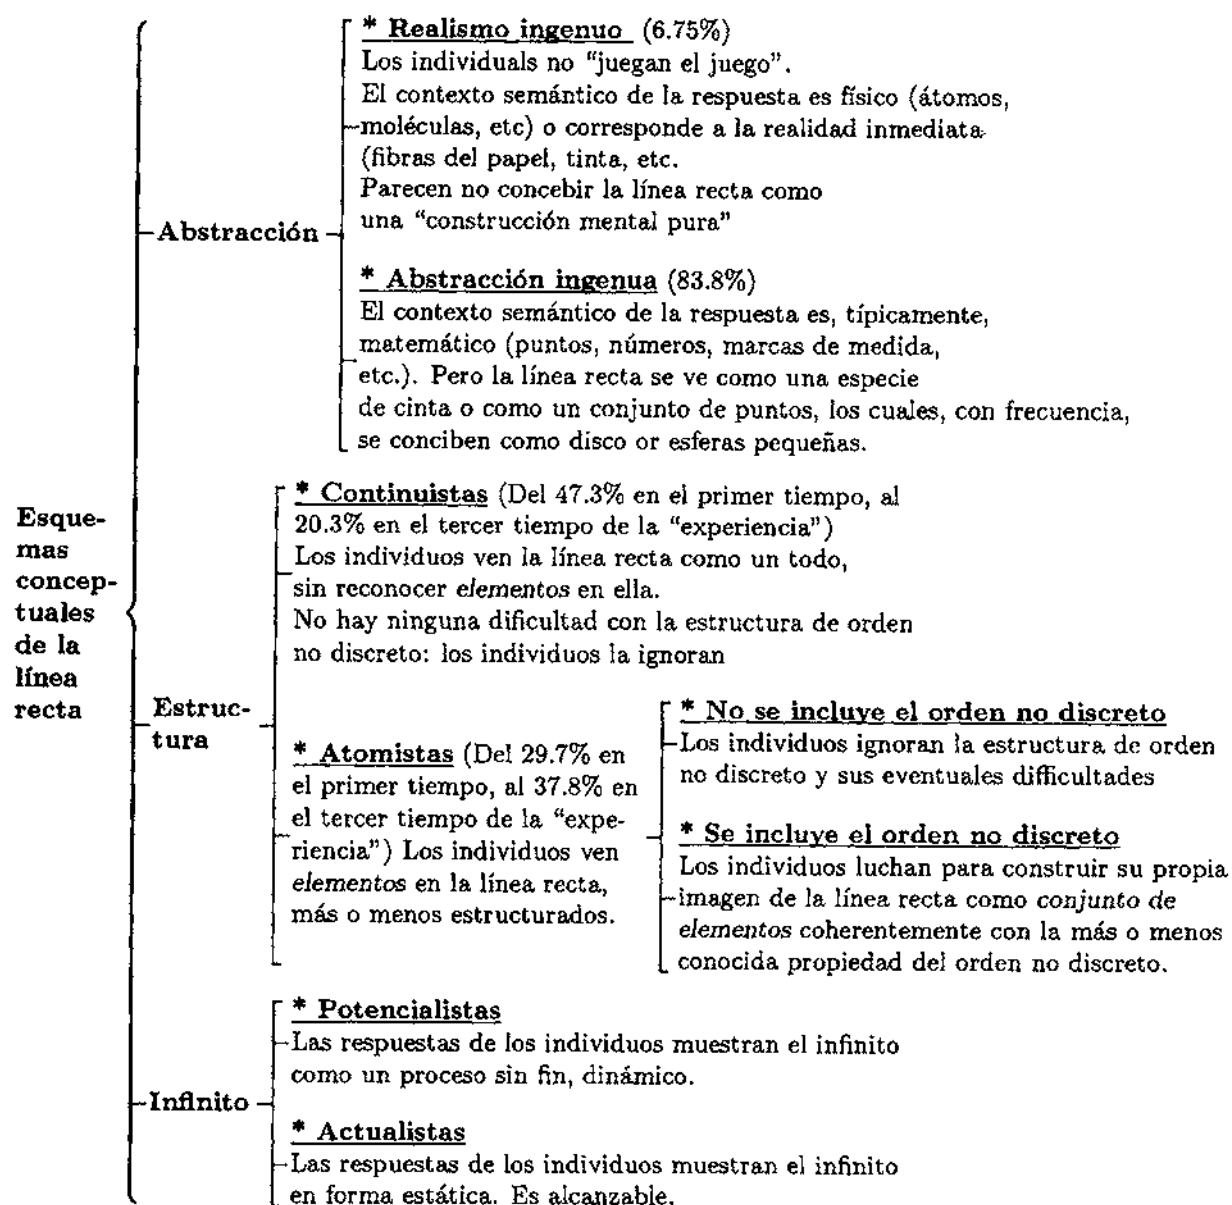 * Realismo ingenuo (6.75%)
Los individuals no “juegan el juego”.
El contexto semántico de la respuesta es físico (átomos,
moléculas, etc) o corresponde a la realidad inmediata
(fibras del papel, tinta, etc.
Parecen no concebir la línea recta como
una “construcción mental pura”
Abstracción
* Abstracción ingenua (83.8%)
El contexto semántico de la respuesta es, típicamente,
matemático (puntos, números, marcas de medida,
etc.). Pero la línea recta se ve como una especie
de cinta o como un conjunto de puntos, los cuales, con frecuencia,
se conciben como disco or esferas pequeñas.
Esque-
mas
concep-
tuales
de la
línea
recta
* Continuistas (Del 47.3% en el primer tiempo, al
20.3% en el tercer tiempo de la “experiencia”)
Los individuos ven la línea recta como un todo,
sin reconocer elementos en ella.
No hay ninguna dificultad con la estructura de orden
no discreto: los individuos la ignoran
Estruc-
tura
* Atomistas (Del 29.7% en
el primer tiempo, al 37.8% en
el tercer tiempo de la “expe-
riencia”) Los individuos ven
elementos en la línea recta,
más o menos estructurados.
* No se incluye el orden no discreto
Los individuos ignoran la estructura de orden
no discreto y sus eventuales difficultades
* Se incluye el orden no discreto
Los individuos luchan para construir su propia
imagen de la línea recta como conjunto de
elementos coherentemente con la más o menos
conocida propiedad del orden no discreto.
* Potencialistas
Las respuestas de los individuos muestran el infinito
como un proceso sin fin, dinámico.
Infinito
* Actualistas
Las respuestas de los individuos muestran el infinito
en forma estática. Es alcanzable.